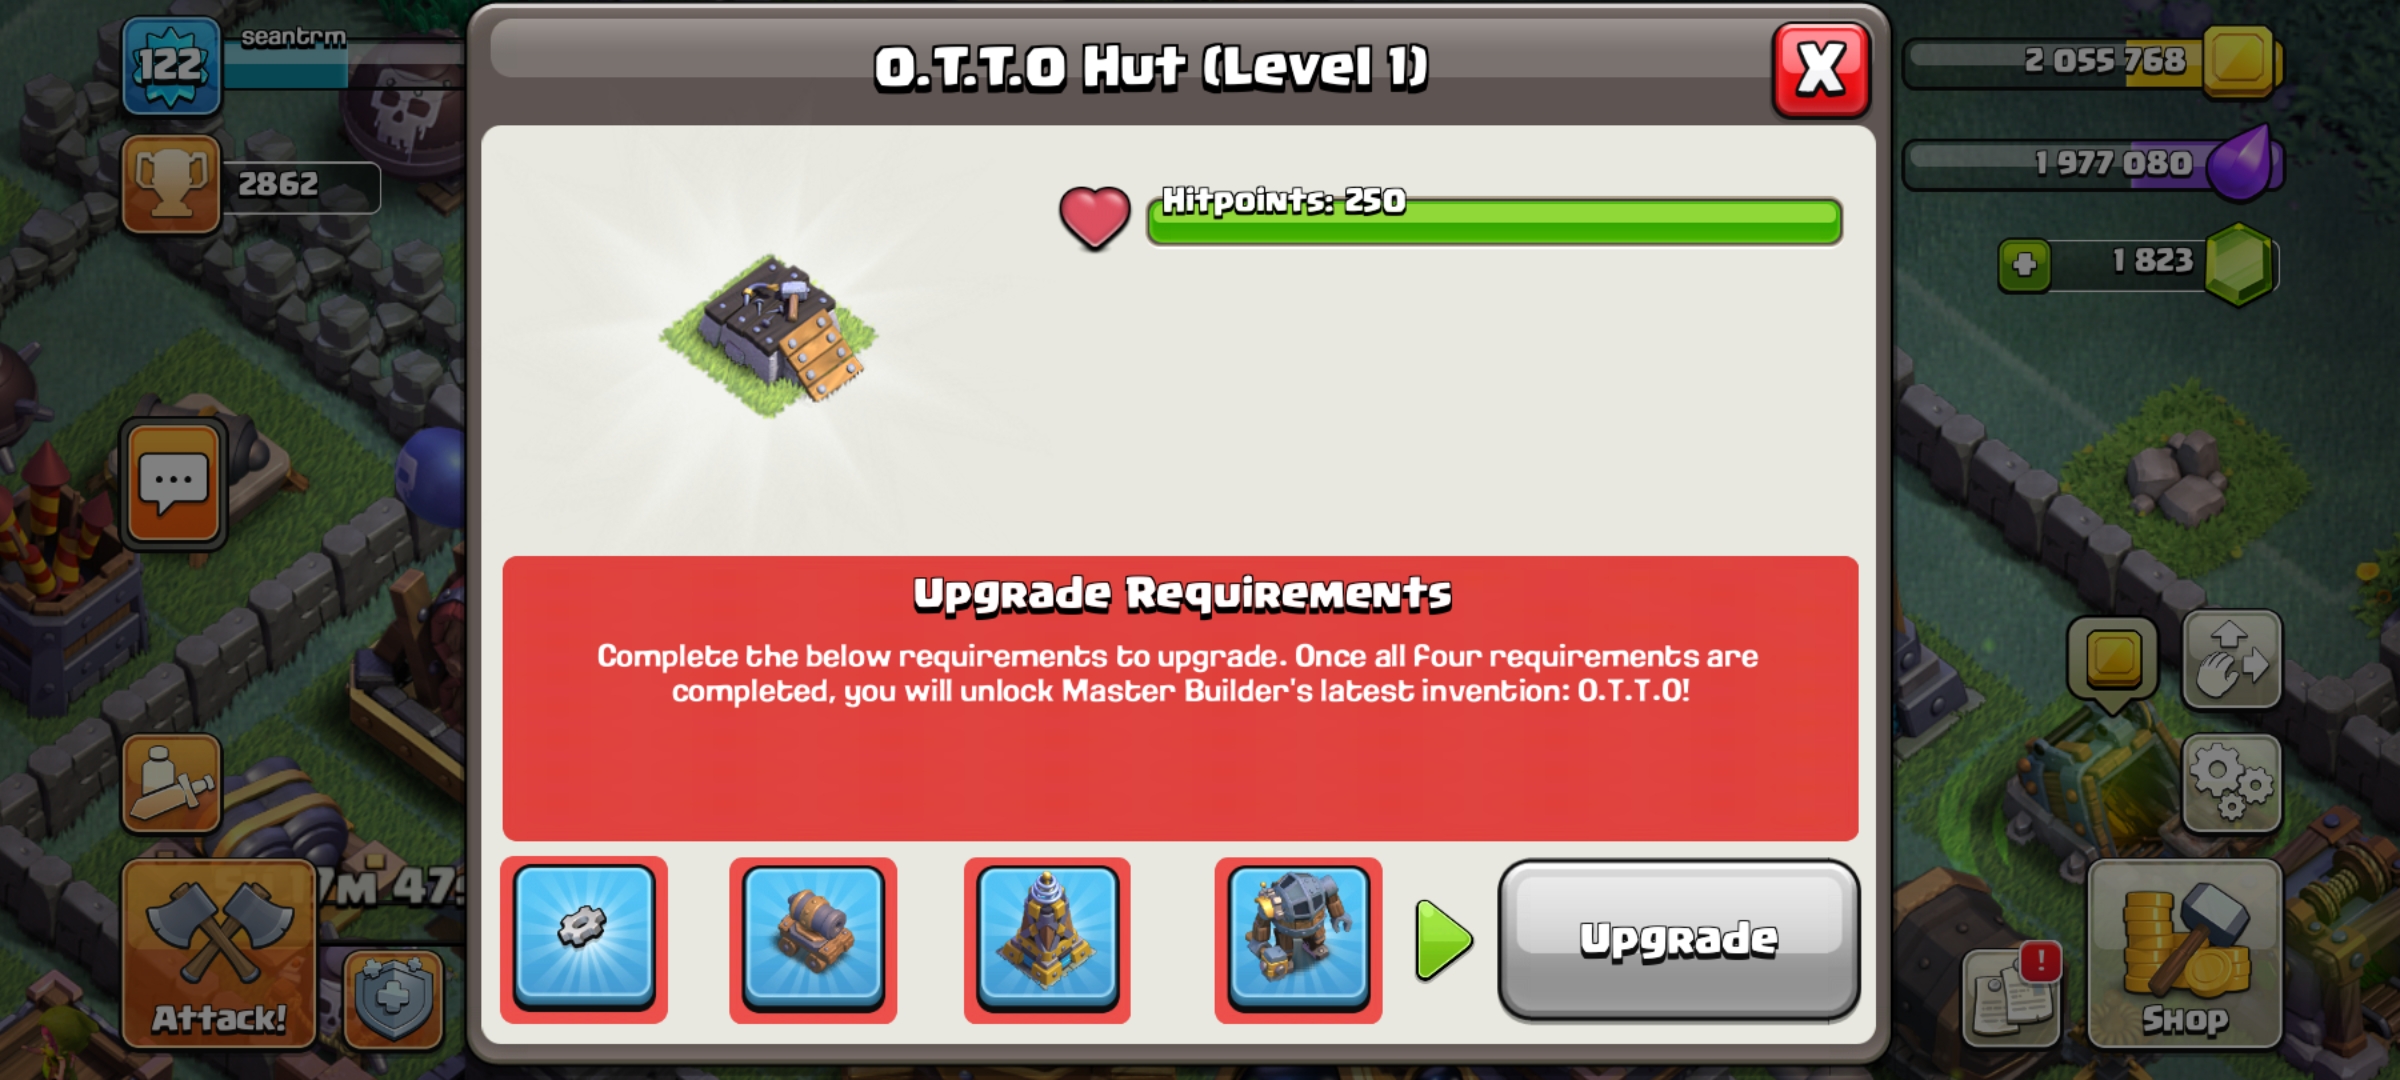 122
seantrm
2862
O.T.T.O Hut (Level 1)
X
2 055 768
1 977 080
1 823
Hitpoints: 250
Upgrade Requirements
Complete the below requirements to upgrade. Once all four requirements are
completed, you will unlock Master Builder's latest invention: O.T.T.O!
Upgrade
Attack!
!
Shop